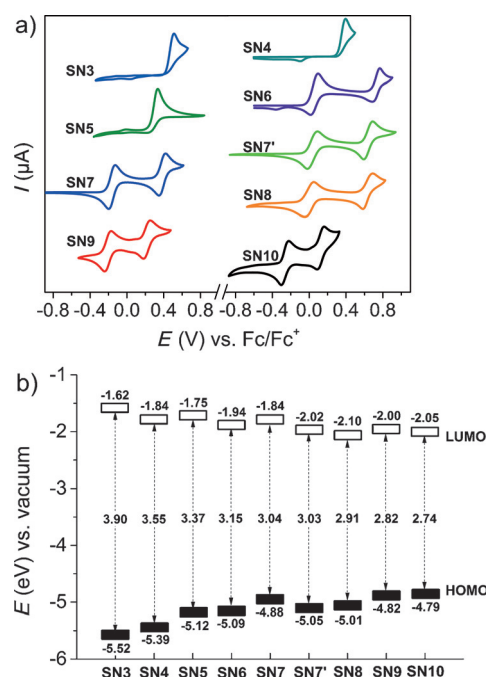 a)
SN3
SN4
SN5
SN6
SN7
SN7'
SN9
SN8
SN10
I (μA)
-0.8 -0.4 0.0 0.4 0.8 -0.8 -0.4 0.0 0.4 0.8
E (V) vs. Fc/Fc+
b)
-1
-2
-3
-4
-5
-6
E (eV) vs. vacuum
-1.62 -1.84 -1.75 -1.94 -1.84 -2.02 -2.10 -2.00 -2.05
LUMO
3.90 3.55 3.37 3.15 3.04 3.03 2.91 2.82 2.74
HOMO
-5.52 -5.39 -5.12 -5.09 -4.88 -5.05 -5.01 -4.82 -4.79
SN3 SN4 SN5 SN6 SN7 SN7' SN8 SN9 SN10